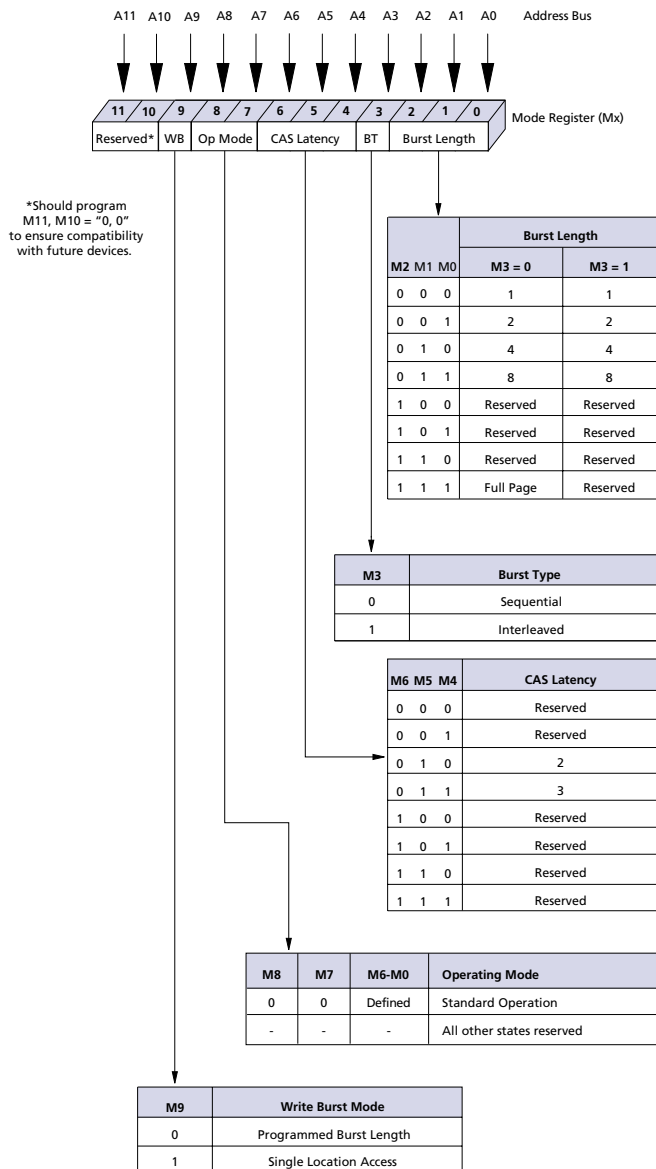 A11 A10 A9 A8 A7 A6 A5 A4 A3 A2 A1 A0 Address Bus
11 10 9 8 7 6 5 4 3 2 1 0
Mode Register (Mx)
Reserved* WB Op Mode CAS Latency BT Burst Length
*Should program
M11, M10 = "0, 0"
to ensure compatibility
with future devices.
Burst Length
M2 M1 M0 M3 = 0 M3 = 1
0 0 0 1 1
0 0 1 2 2
0 1 0 4 4
0 1 1 8 8
1 0 0 Reserved Reserved
1 0 1 Reserved Reserved
1 1 0 Reserved Reserved
1 1 1 Full Page Reserved
M3 Burst Type
0 Sequential
1 Interleaved
M6 M5 M4 CAS Latency
0 0 0 Reserved
0 0 1 Reserved
0 1 0 2
0 1 1 3
1 0 0 Reserved
1 0 1 Reserved
1 1 0 Reserved
1 1 1 Reserved
M8 M7 M6-M0 Operating Mode
0 0 Defined Standard Operation
- - - All other states reserved
M9 Write Burst Mode
0 Programmed Burst Length
1 Single Location Access